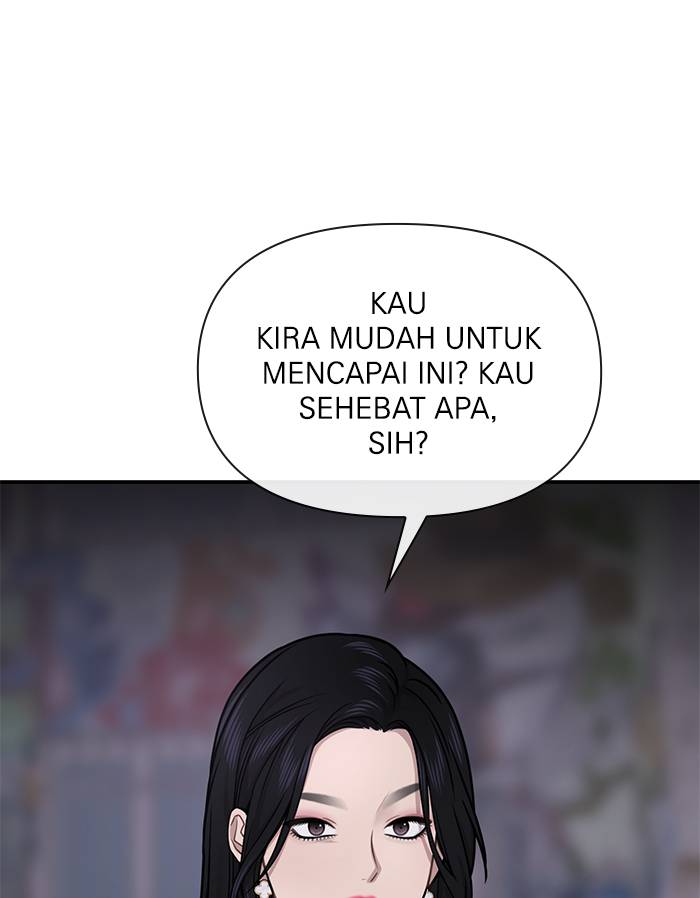 KAU
KIRA MUDAH UNTUK
MENCAPAI INI? KAU
SEHEBAT APA,
SIH?